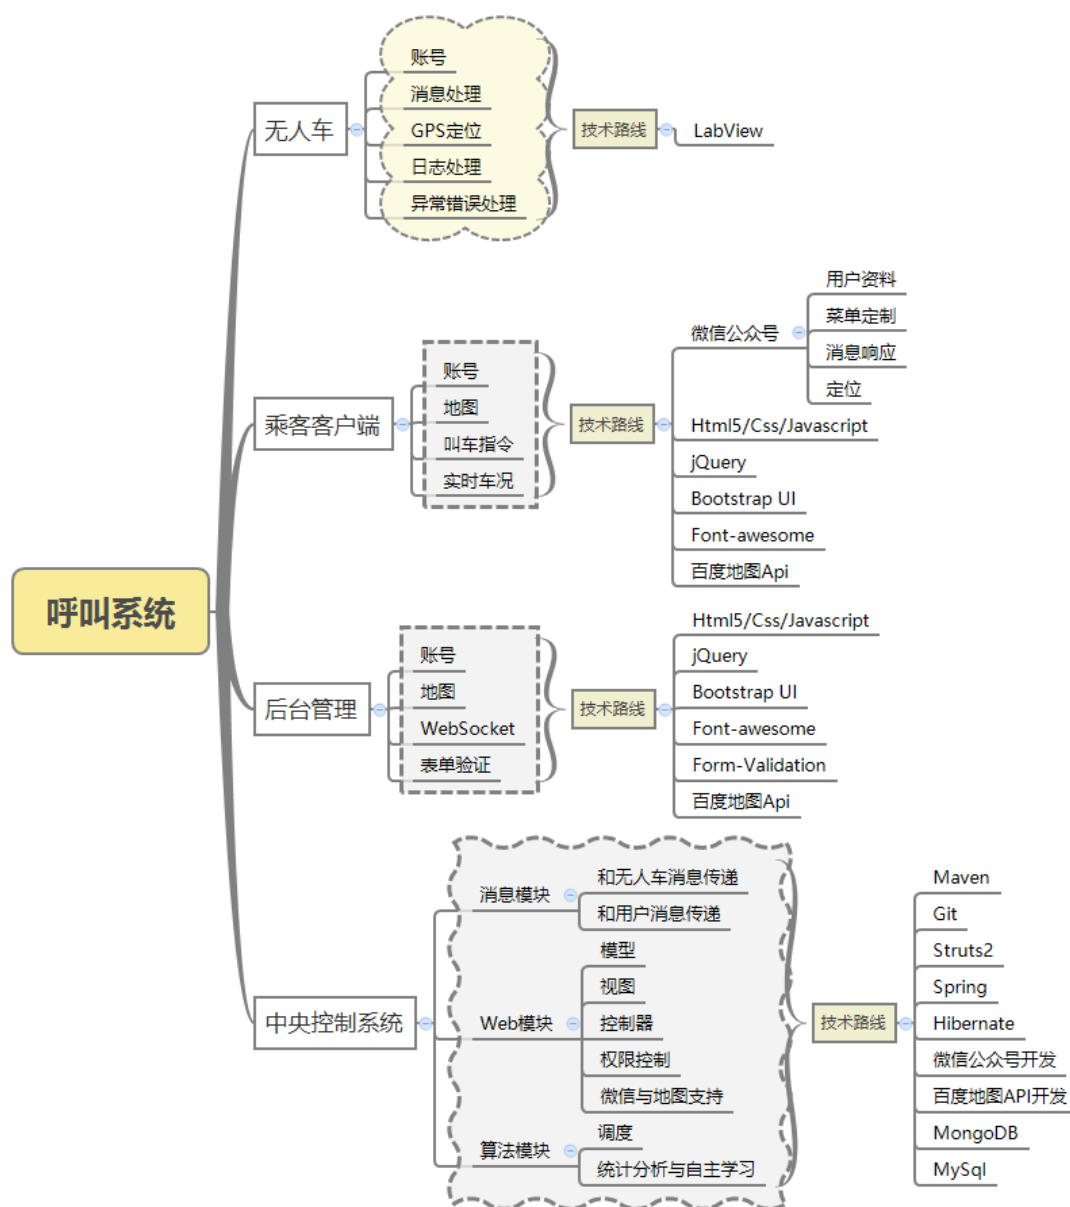 呼叫系统
无人车
账号
消息处理
GPS定位
日志处理
异常错误处理
技术路线
LabView
乘客客户端
账号
地图
叫车指令
实时车况
技术路线
微信公众号
用户资料
菜单定制
消息响应
定位
Html5/Css/Javascript
jQuery
Bootstrap UI
Font-awesome
百度地图Api
后台管理
账号
地图
WebSocket
表单验证
技术路线
Html5/Css/Javascript
jQuery
Bootstrap UI
Font-awesome
Form-Validation
百度地图Api
中央控制系统
消息模块
和无人车消息传递
和用户消息传递
Web模块
模型
视图
控制器
权限控制
微信与地图支持
算法模块
调度
统计分析与自主学习
技术路线
Maven
Git
Struts2
Spring
Hibernate
微信公众号开发
百度地图API开发
MongoDB
MySql